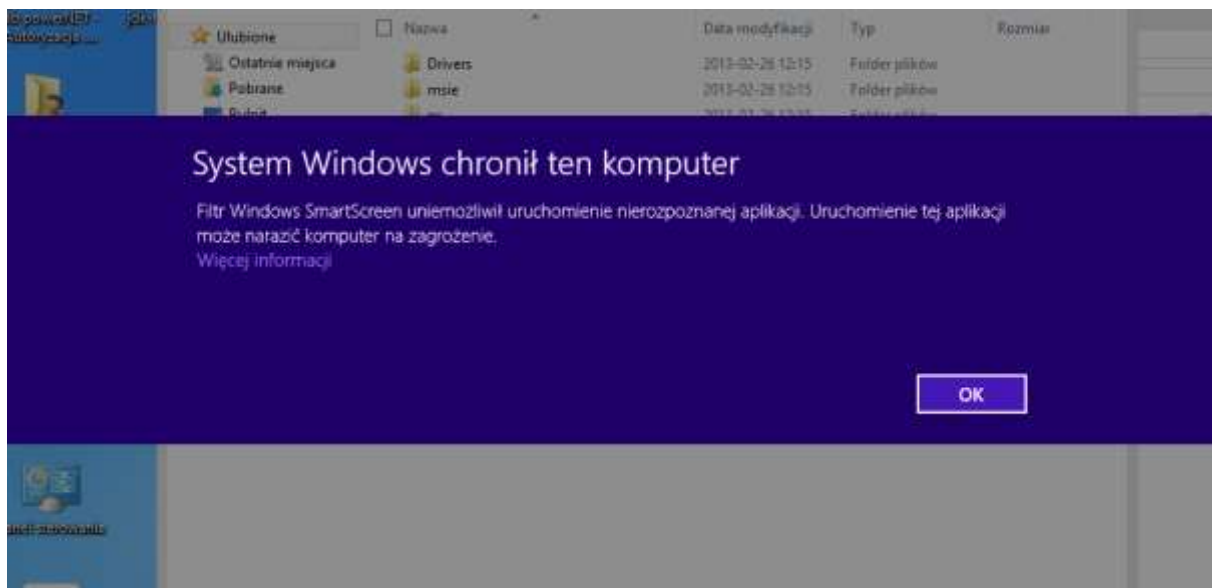 Ulubione
Nazwa
Data modyfikacji
Typ
Rozmiar
Ostatnie miejsca
Drivers
2013-02-26 12:15
Folder plików
Pobrane
msie
2013-02-26 12:15
Folder plików
System Windows chronił ten komputer
Filtr Windows SmartScreen uniemożliwił uruchomienie nierozpoznanej aplikacji. Uruchomienie tej aplikacji
może narazić komputer na zagrożenie.
Więcej informacji
OK